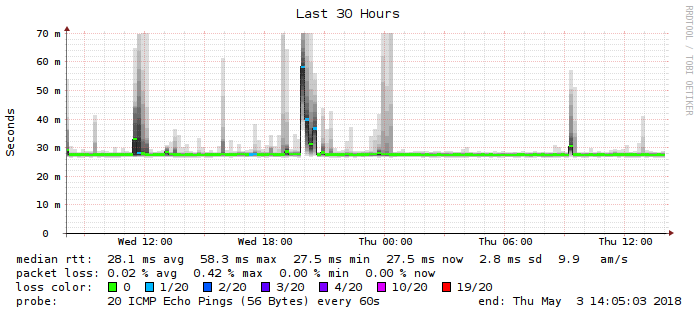 Last 30 Hours
RRDTOOL / TOBI OETIKER
Seconds
70 m
60 m
50 m
40 m
30 m
20 m
10 m
0
Wed 12:00 Wed 18:00 Thu 00:00 Thu 06:00 Thu 12:00
median rtt: 28.1 ms avg 58.3 ms max 27.5 ms min 27.5 ms now 2.8 ms sd 9.9 am/s
packet loss: 0.02 % avg 0.42 % max 0.00 % min 0.00 % now
loss color: 0 1/20 2/20 3/20 4/20 10/20 19/20
probe: 20 ICMP Echo Pings (56 Bytes) every 60s end: Thu May 3 14:05:03 2018